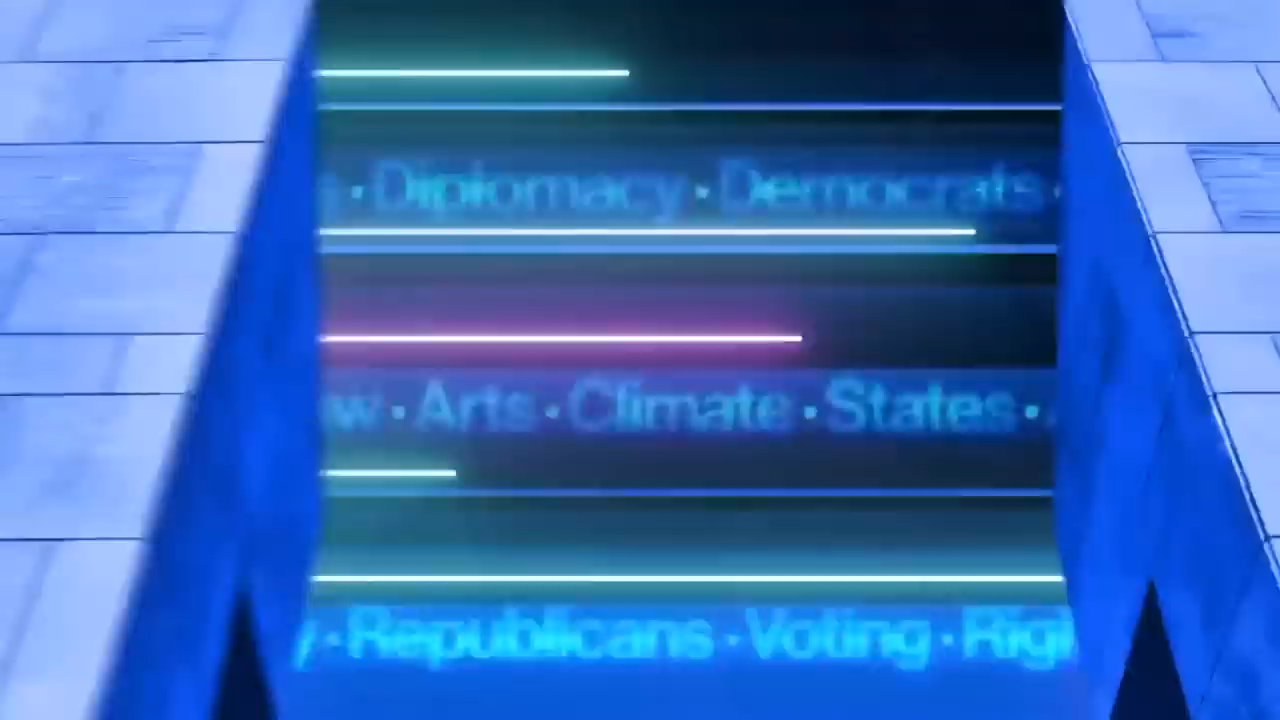 · Diplomacy · Democrats ·
· Arts · Climate · States ·
· Republicans · Voting ·